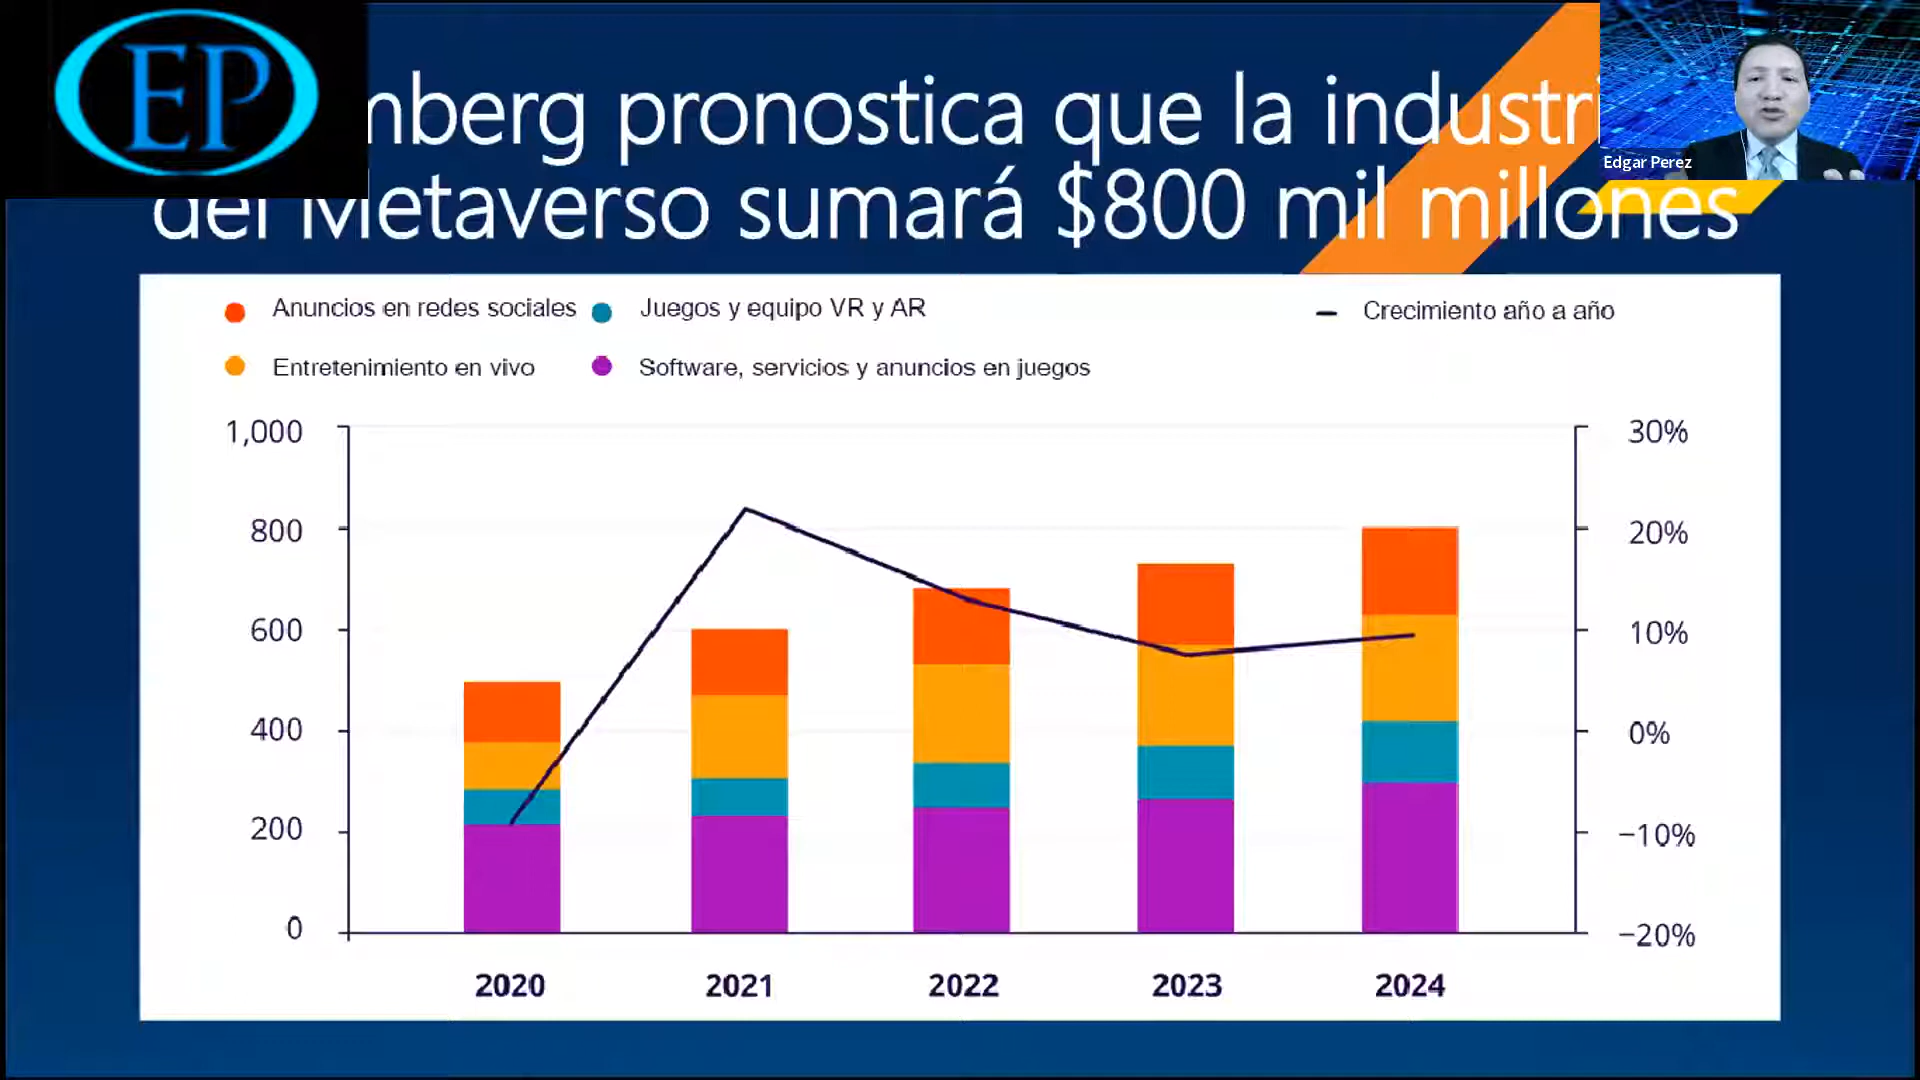 EP
pronostica que la
del Metaverso sumará $800 mil millones
Edgar Perez
Anuncios en redes sociales
Juegos y equipo VR y AR
Crecimiento año a año
Entretenimiento en vivo
Software, servicios y anuncios en juegos
1,000
30%
800
20%
600
10%
400
0%
200
−10%
0
−20%
2020
2021
2022
2023
2024